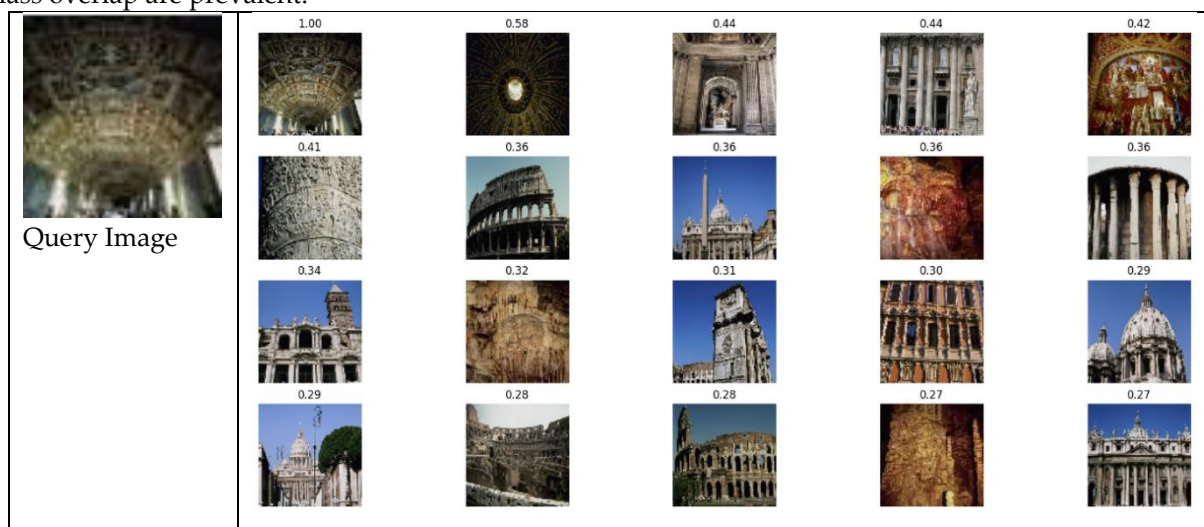 overlap are prevalent.
1.00 0.58 0.44 0.44 0.42
Query Image
0.41 0.36 0.36 0.36 0.36
0.34 0.32 0.31 0.30 0.29
0.29 0.28 0.28 0.27 0.27